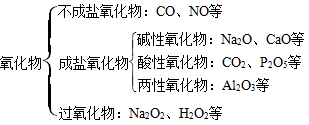 不成盐氧化物：CO、NO等
碱性氧化物：Na2O、CaO等
氧化物
成盐氧化物
酸性氧化物：CO2、P2O5等
两性氧化物：Al2O3等
过氧化物：Na2O2、H2O2等